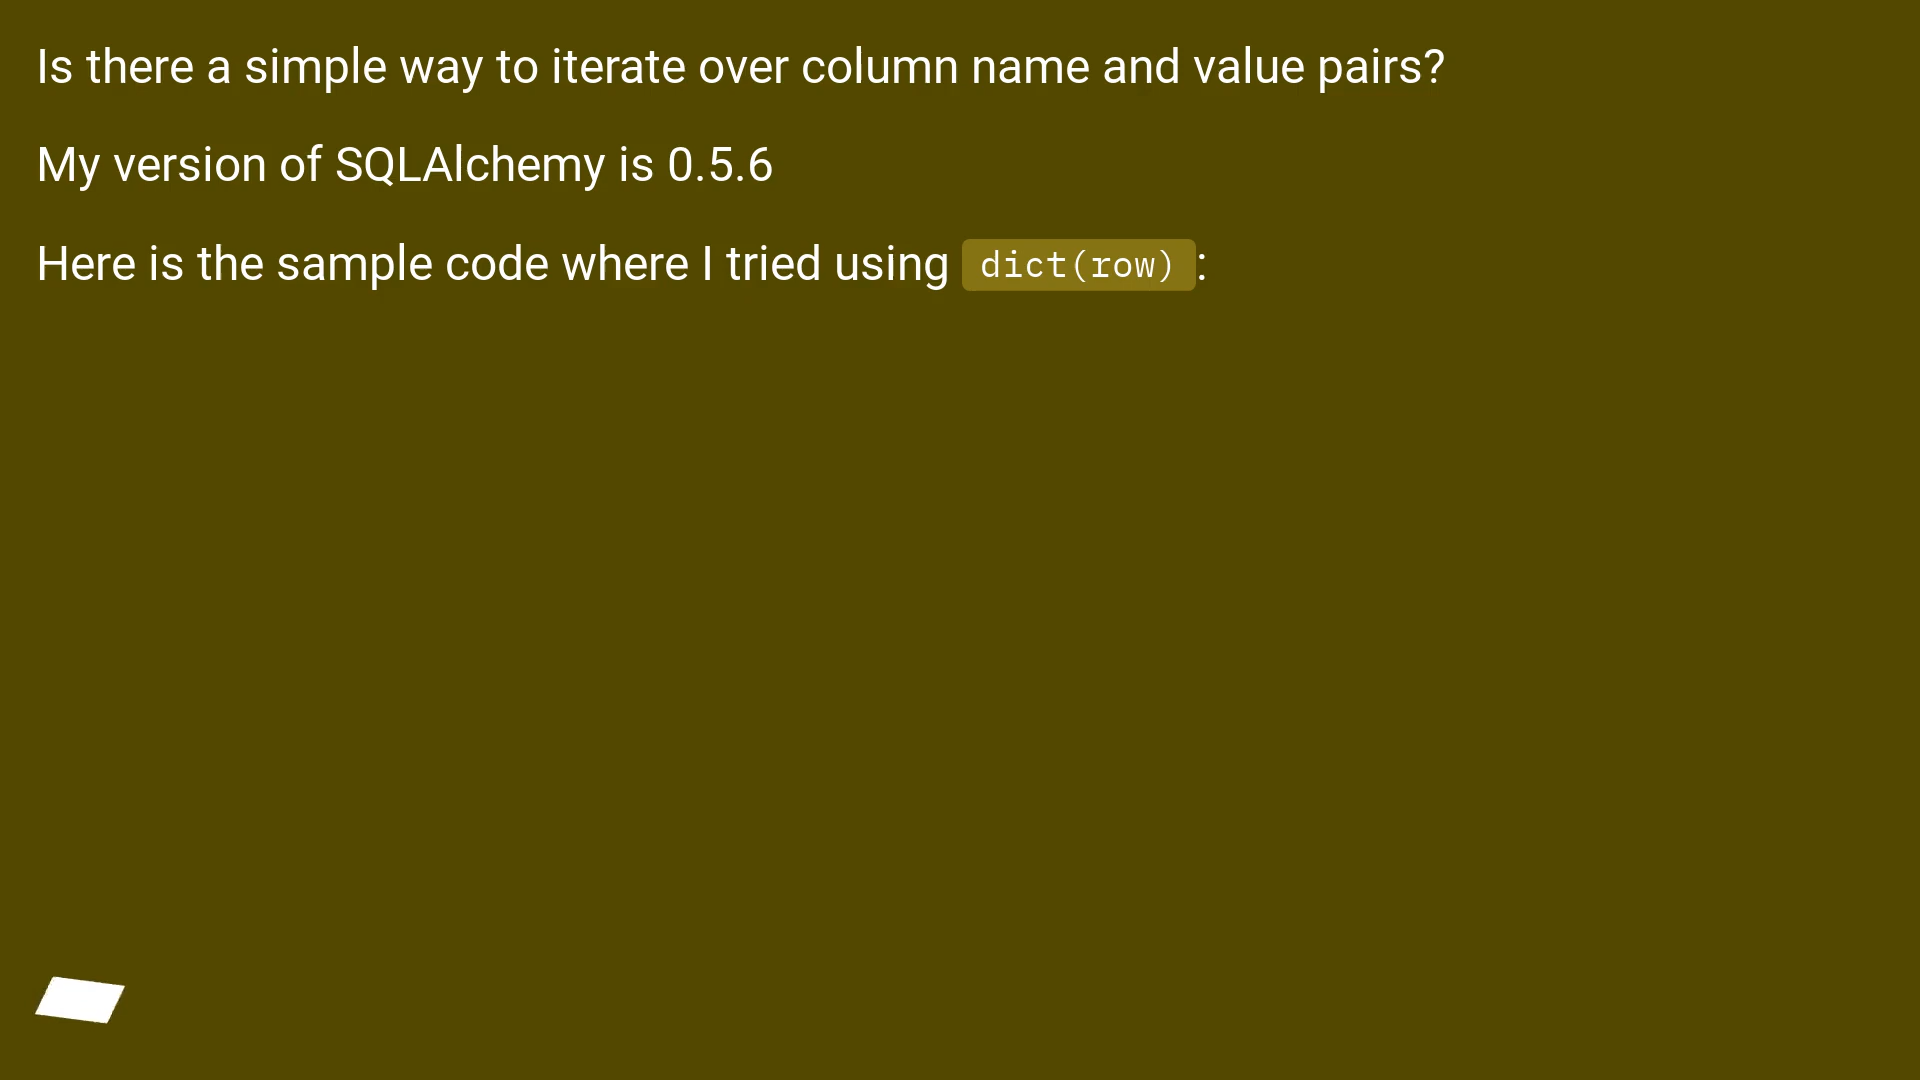 Is there a simple way to iterate over column name and value pairs?
My version of SQLAlchemy is 0.5.6
Here is the sample code where I tried using dict(row):